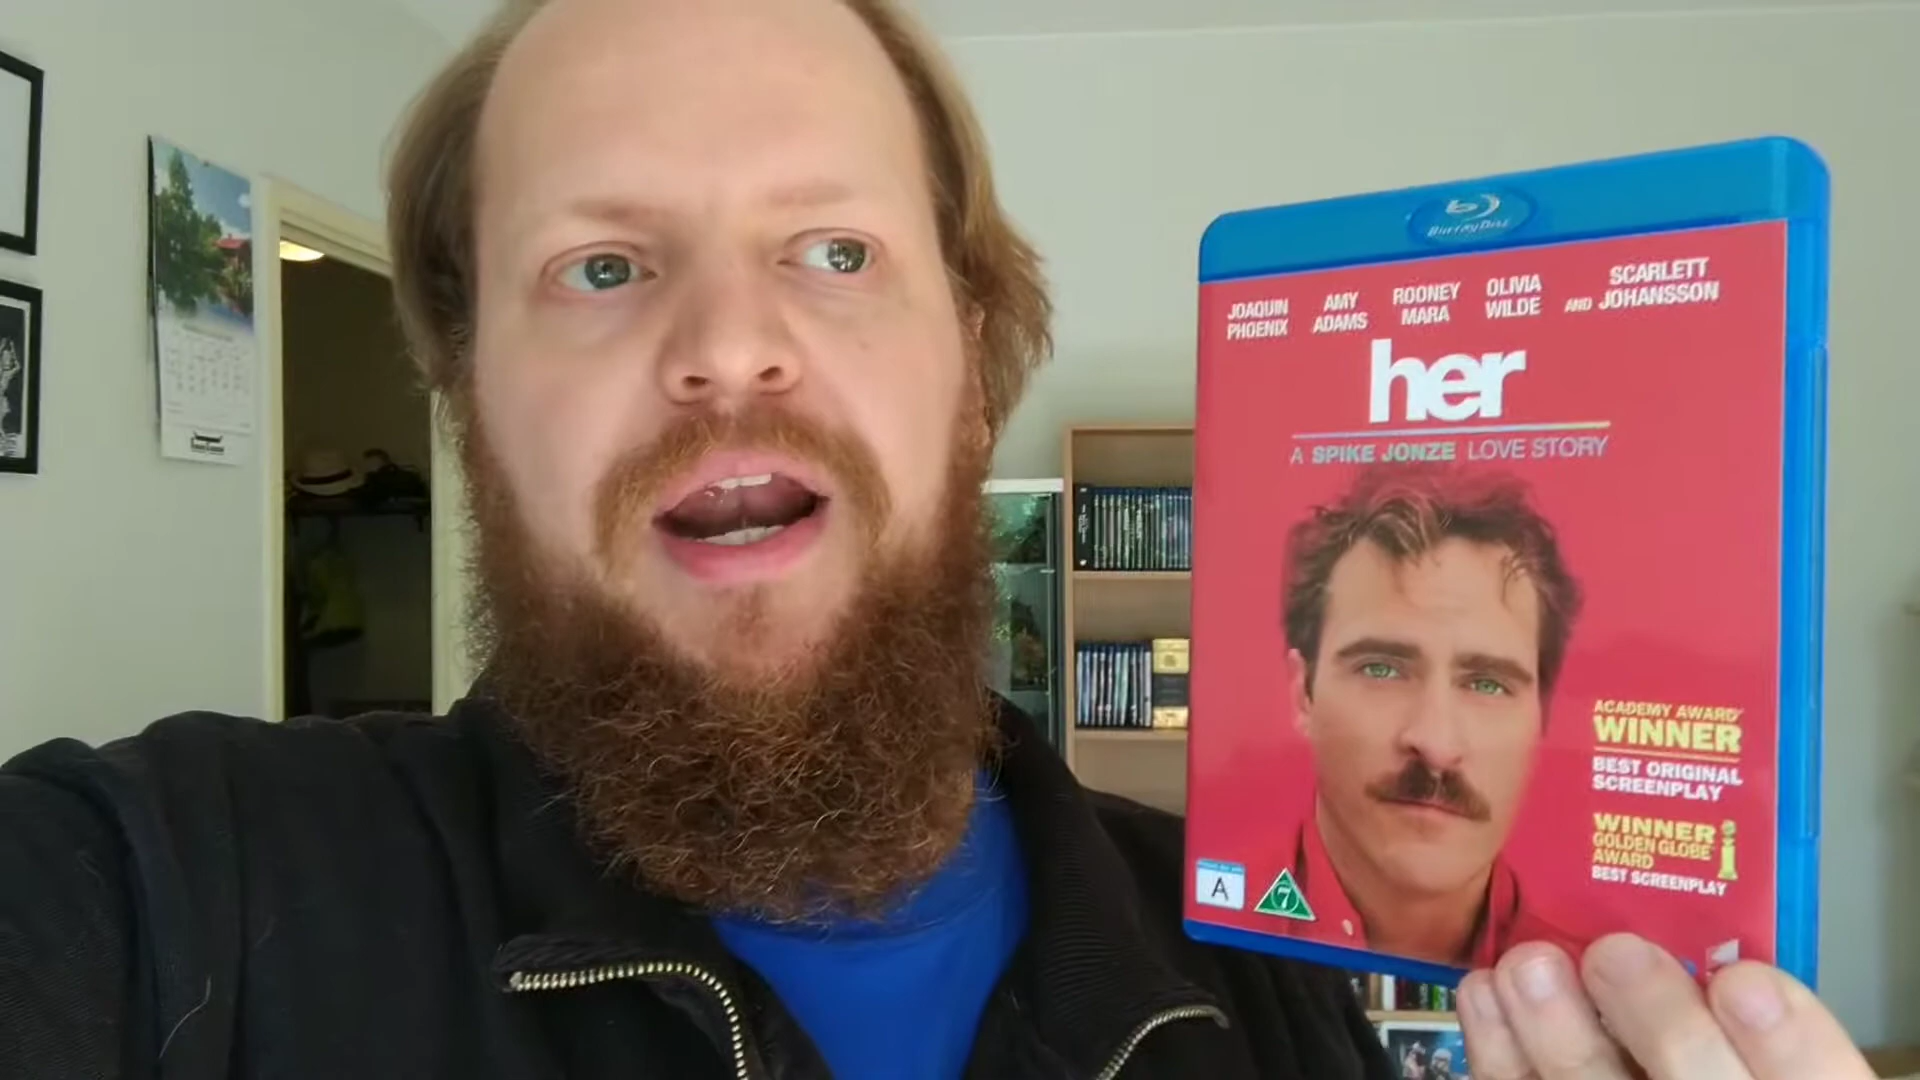 Blu-ray Disc
JOAQUIN PHOENIX
AMY ADAMS
ROONEY MARA
OLIVIA WILDE
AND SCARLETT JOHANSSON
her
A SPIKE JONZE LOVE STORY
ACADEMY AWARD
WINNER
BEST ORIGINAL
SCREENPLAY
WINNER
GOLDEN GLOBE
AWARD
BEST SCREENPLAY
A
7